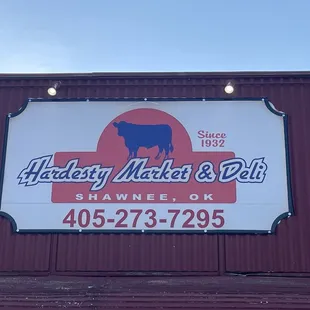 Since
1932
Hardesty Market & Deli
SHAWNEE, OK
405-273-7295